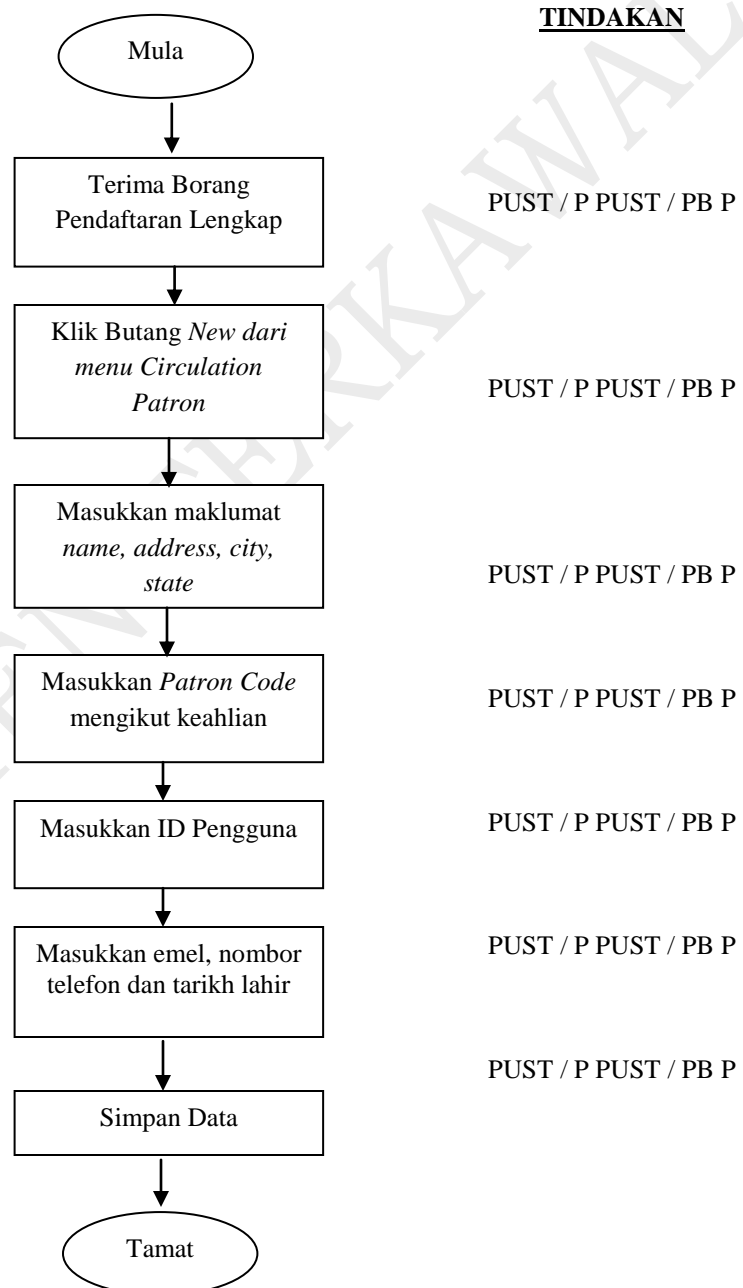 TINDAKAN
Mula
Terima Borang
Pendaftaran Lengkap
PUST / P PUST / PB P
Klik Butang New dari
menu Circulation
Patron
PUST / P PUST / PB P
Masukkan maklumat
name, address, city,
state
PUST / P PUST / PB P
Masukkan Patron Code
mengikut keahlian
PUST / P PUST / PB P
Masukkan ID Pengguna
PUST / P PUST / PB P
Masukkan emel, nombor
telefon dan tarikh lahir
PUST / P PUST / PB P
Simpan Data
PUST / P PUST / PB P
Tamat